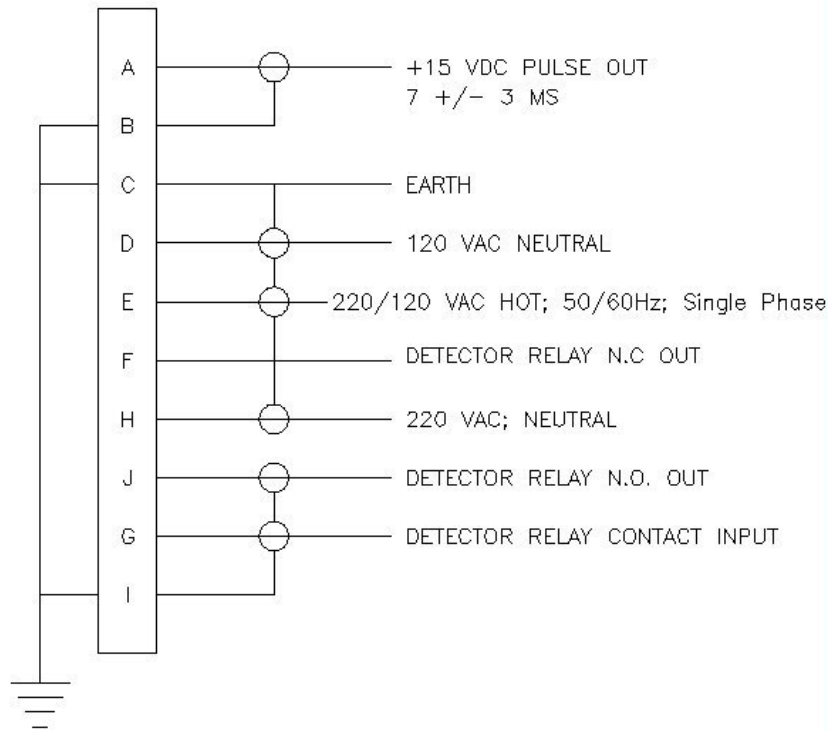 A
+15 VDC PULSE OUT
7 +/- 3 MS
B
C
EARTH
D
120 VAC NEUTRAL
E
220/120 VAC HOT; 50/60Hz; Single Phase
F
DETECTOR RELAY N.C OUT
H
220 VAC; NEUTRAL
J
DETECTOR RELAY N.O. OUT
G
DETECTOR RELAY CONTACT INPUT
I